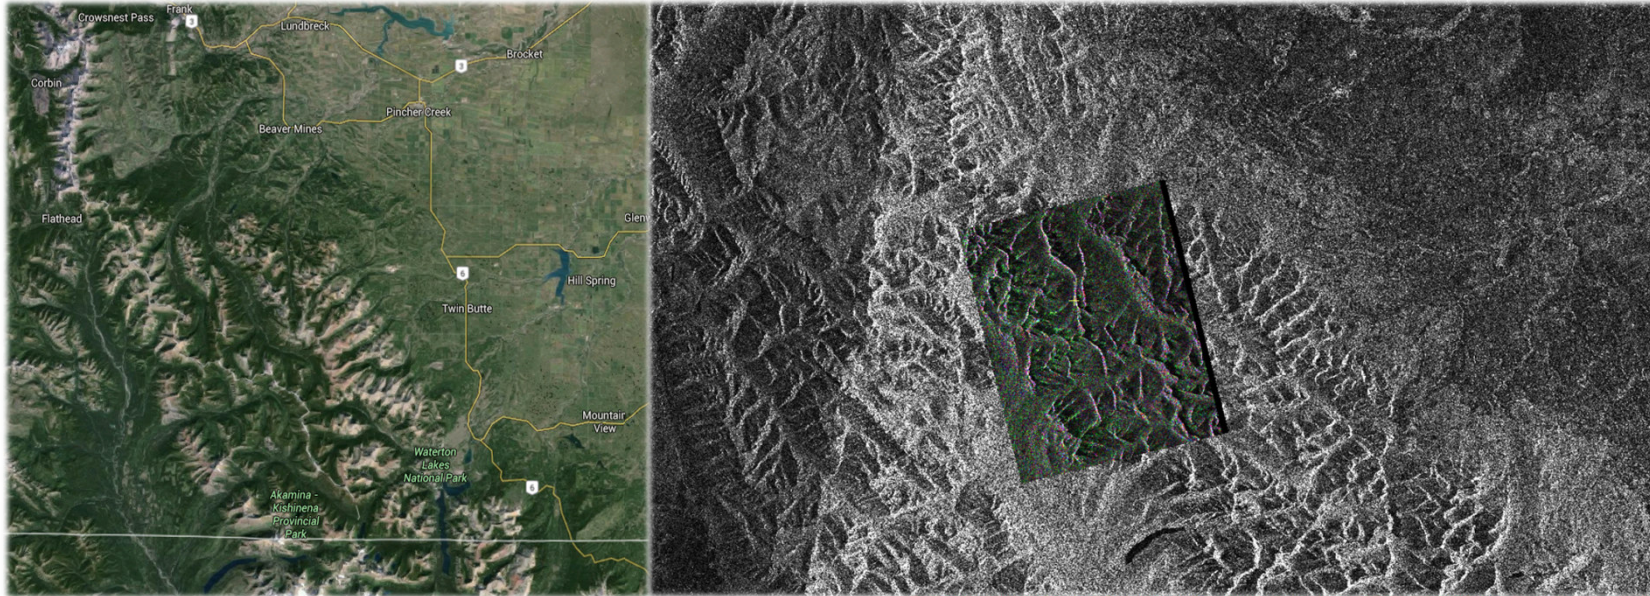 Crowsnest Pass
Frank
3
Lundbreck
Brocket
3
Corbin
Pincher Creek
Beaver Mines
Flathead
6
Hill Spring
Twin Butte
Mountain
View
Waterton
Lakes
National Park
6
Akamina -
Kishinena
Provincial
Park